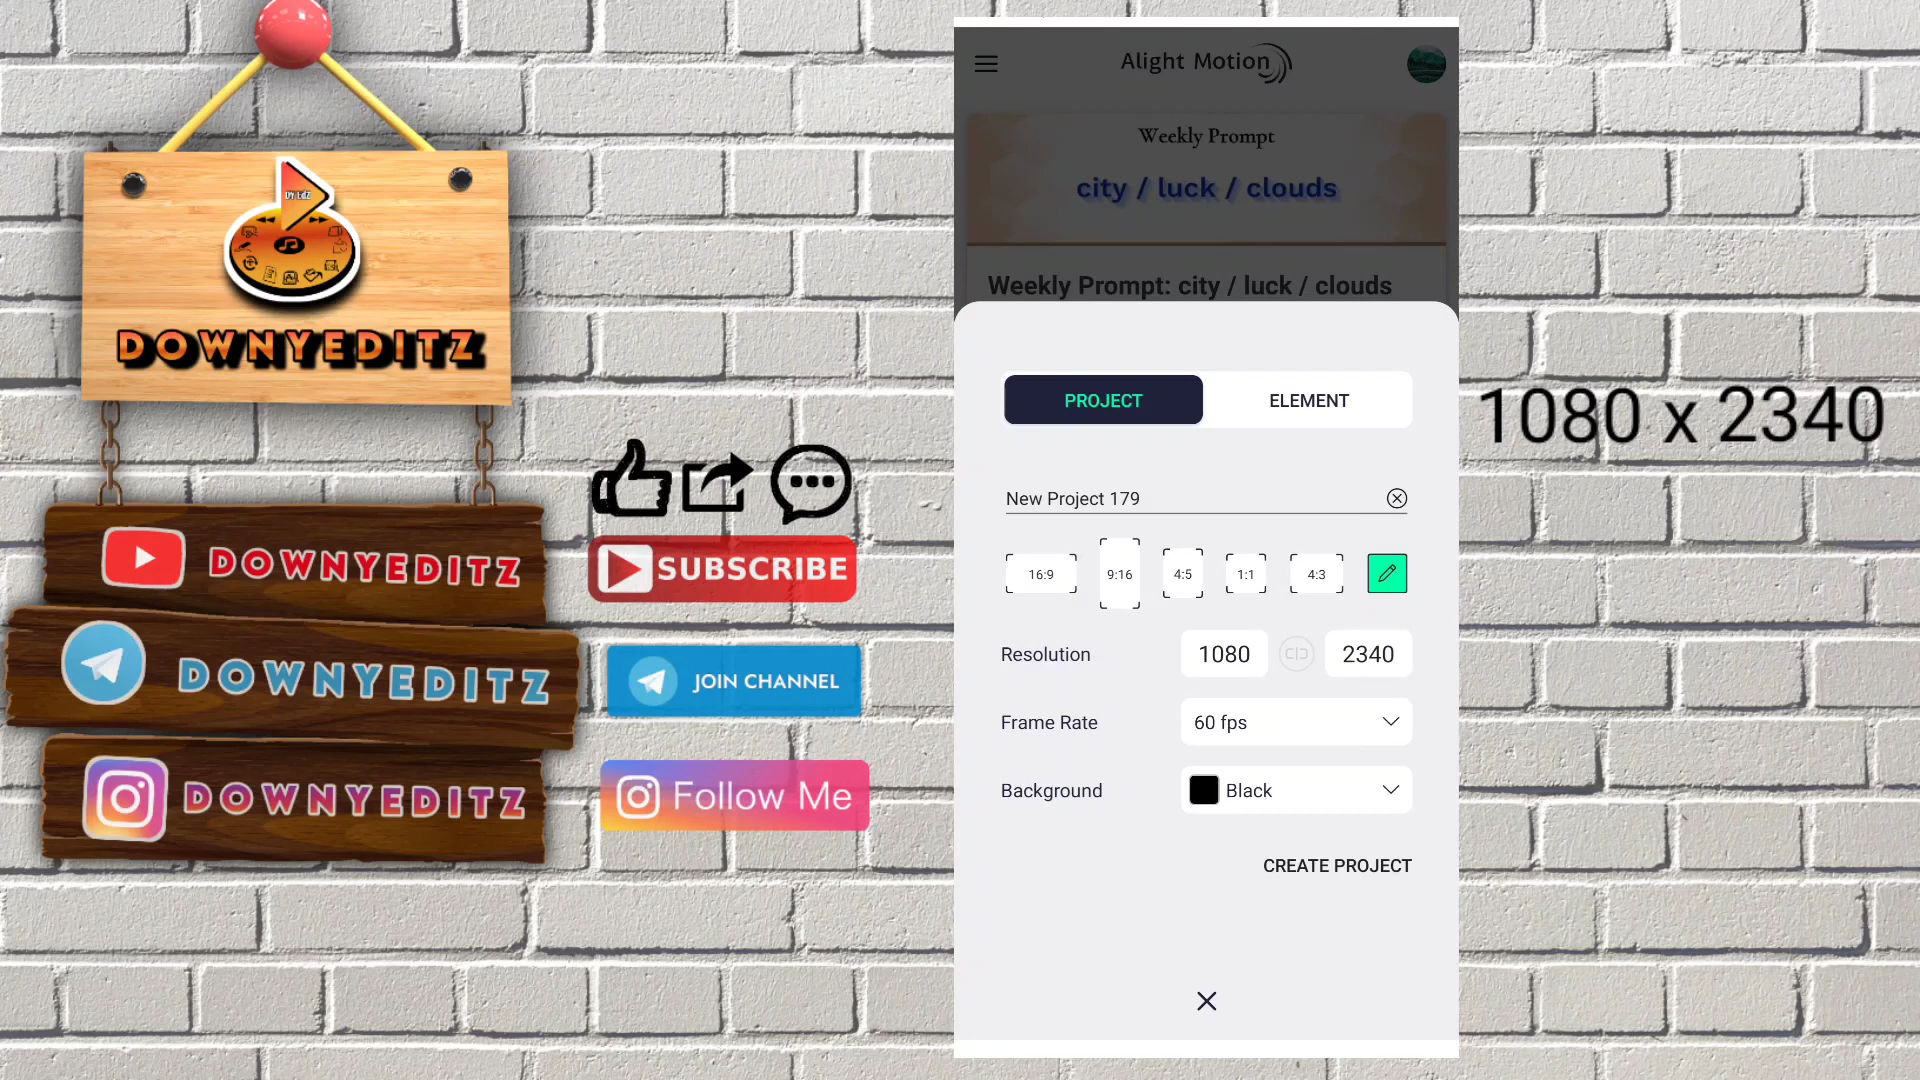 DY EdZ
DOWNYEDITZ
DOWNYEDITZ
DOWNYEDITZ
DOWNYEDITZ
SUBSCRIBE
JOIN CHANNEL
Follow Me
Alight Motion
Weekly Prompt
city / luck / clouds
Weekly Prompt: city / luck / clouds
PROJECT
ELEMENT
New Project 179
16:9
9:16
4:5
1:1
4:3
Resolution
1080
2340
Frame Rate
60 fps
Background
Black
CREATE PROJECT
1080 x 2340